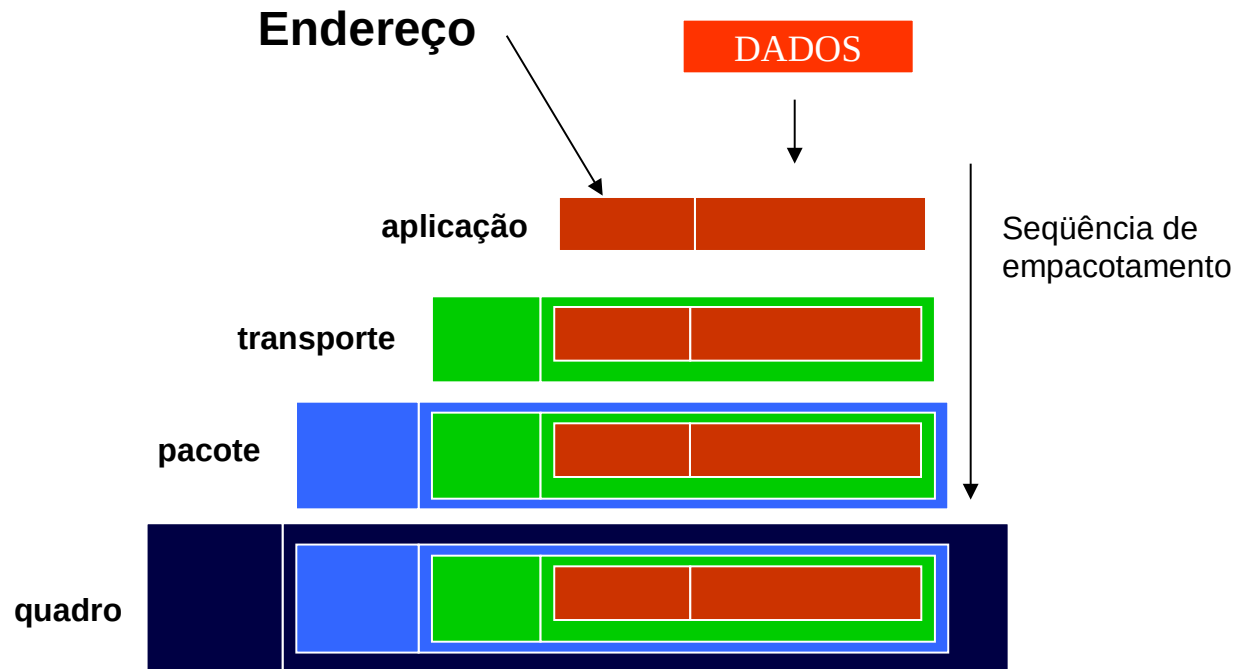 Endereço
DADOS
aplicação
Seqüência de
empacotamento
transporte
pacote
quadro